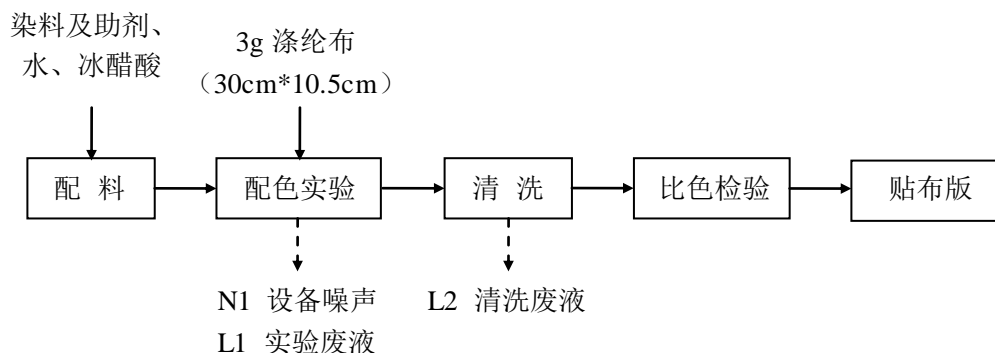 染料及助剂、
水、冰醋酸
3g 涤纶布
（30cm*10.5cm）
配 料
配色实验
清 洗
比色检验
贴布版
N1 设备噪声
L1 实验废液
L2 清洗废液